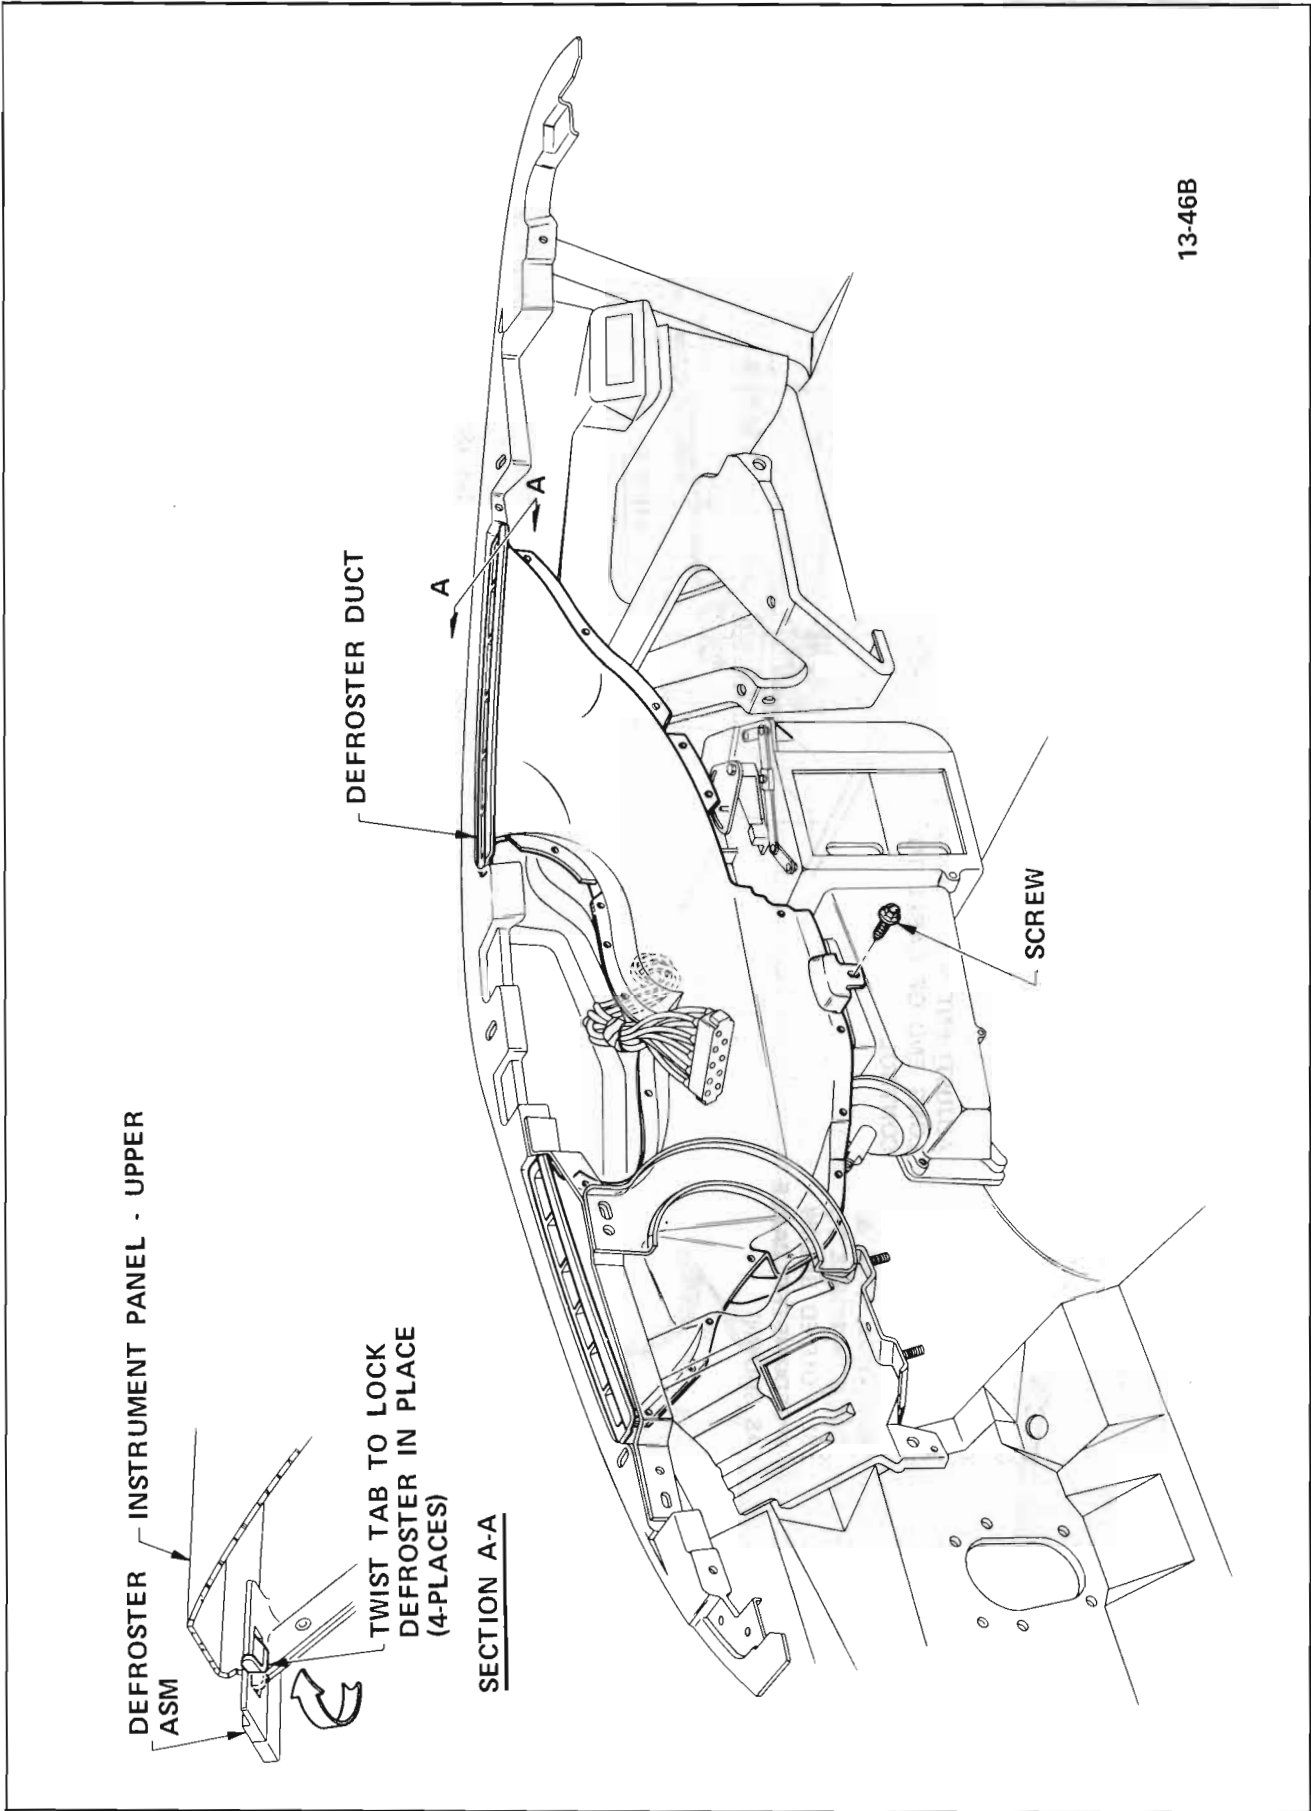 DEFROSTER ASM
INSTRUMENT PANEL - UPPER
TWIST TAB TO LOCK
DEFROSTER IN PLACE
(4-PLACES)
SECTION A-A
DEFROSTER DUCT
A
A
SCREW
13-46B